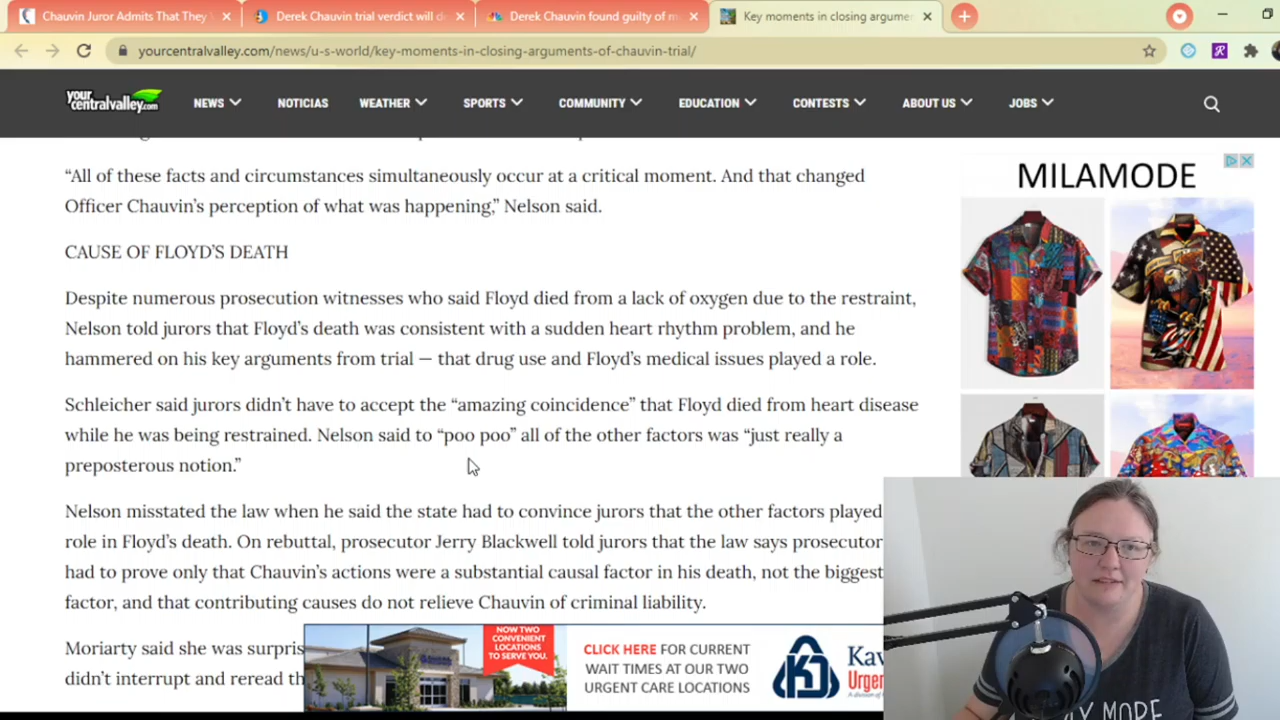 Chauvin Juror Admits That They
Derek Chauvin trial verdict will d
Derek Chauvin found guilty of m
Key moments in closing argume
yourcentralvalley.com/news/u-s-world/key-moments-in-closing-arguments-of-chauvin-trial/
your
centralvalley.com
NEWS
NOTICIAS
WEATHER
SPORTS
COMMUNITY
EDUCATION
CONTESTS
ABOUT US
JOBS
“All of these facts and circumstances simultaneously occur at a critical moment. And that changed
Officer Chauvin’s perception of what was happening,” Nelson said.
CAUSE OF FLOYD’S DEATH
Despite numerous prosecution witnesses who said Floyd died from a lack of oxygen due to the restraint,
Nelson told jurors that Floyd’s death was consistent with a sudden heart rhythm problem, and he
hammered on his key arguments from trial — that drug use and Floyd’s medical issues played a role.
Schleicher said jurors didn’t have to accept the “amazing coincidence” that Floyd died from heart disease
while he was being restrained. Nelson said to “poo poo” all of the other factors was “just really a
preposterous notion.”
Nelson misstated the law when he said the state had to convince jurors that the other factors played
role in Floyd’s death. On rebuttal, prosecutor Jerry Blackwell told jurors that the law says prosecutor
had to prove only that Chauvin’s actions were a substantial causal factor in his death, not the biggest
factor, and that contributing causes do not relieve Chauvin of criminal liability.
Moriarty said she was surpris
didn’t interrupt and reread th
MILAMODE
NOW TWO
CONVENIENT
LOCATIONS
TO SERVE YOU.
CLICK HERE FOR CURRENT
WAIT TIMES AT OUR TWO
URGENT CARE LOCATIONS
Kav
Urge
A division of
AY MORE